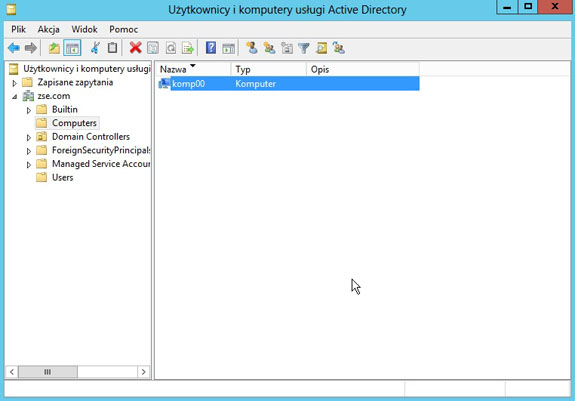 Użytkownicy i komputery usługi Active Directory
Plik Akcja Widok Pomoc
Użytkownicy i komputery usługi
Zapisane zapytania
zse.com
Builtin
Computers
Domain Controllers
ForeignSecurityPrincipals
Managed Service Accour
Users
Nazwa Typ Opis
komp00 Komputer